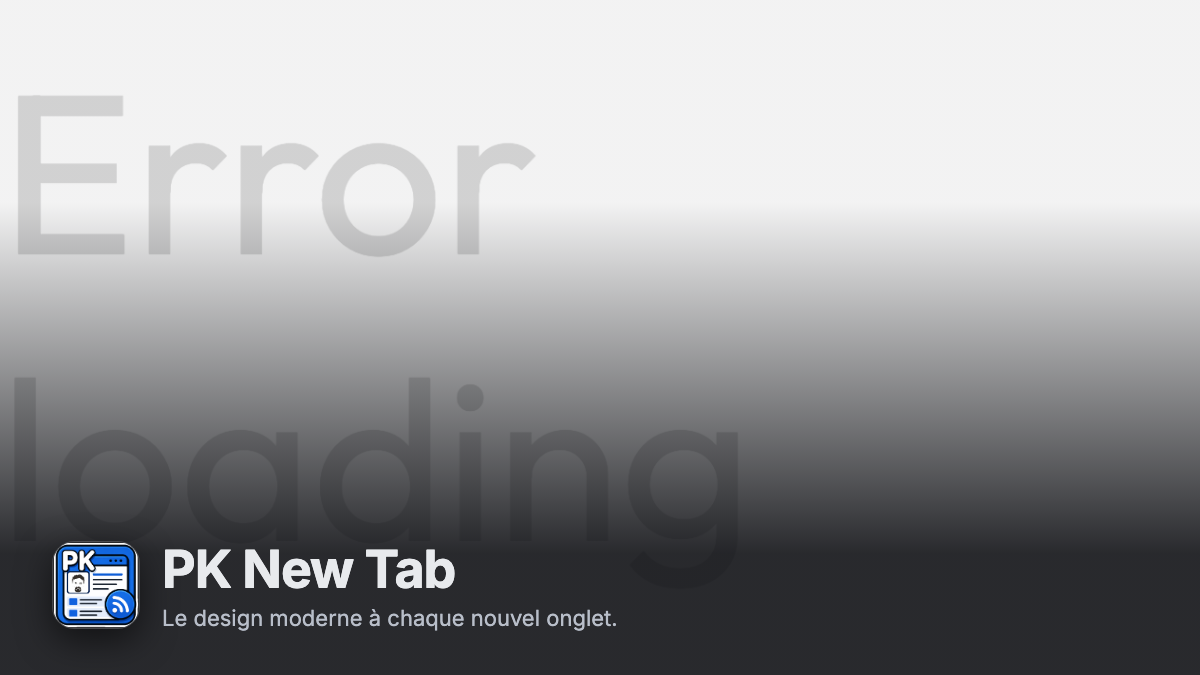 Error
loading
PK
PK New Tab
Le design moderne à chaque nouvel onglet.